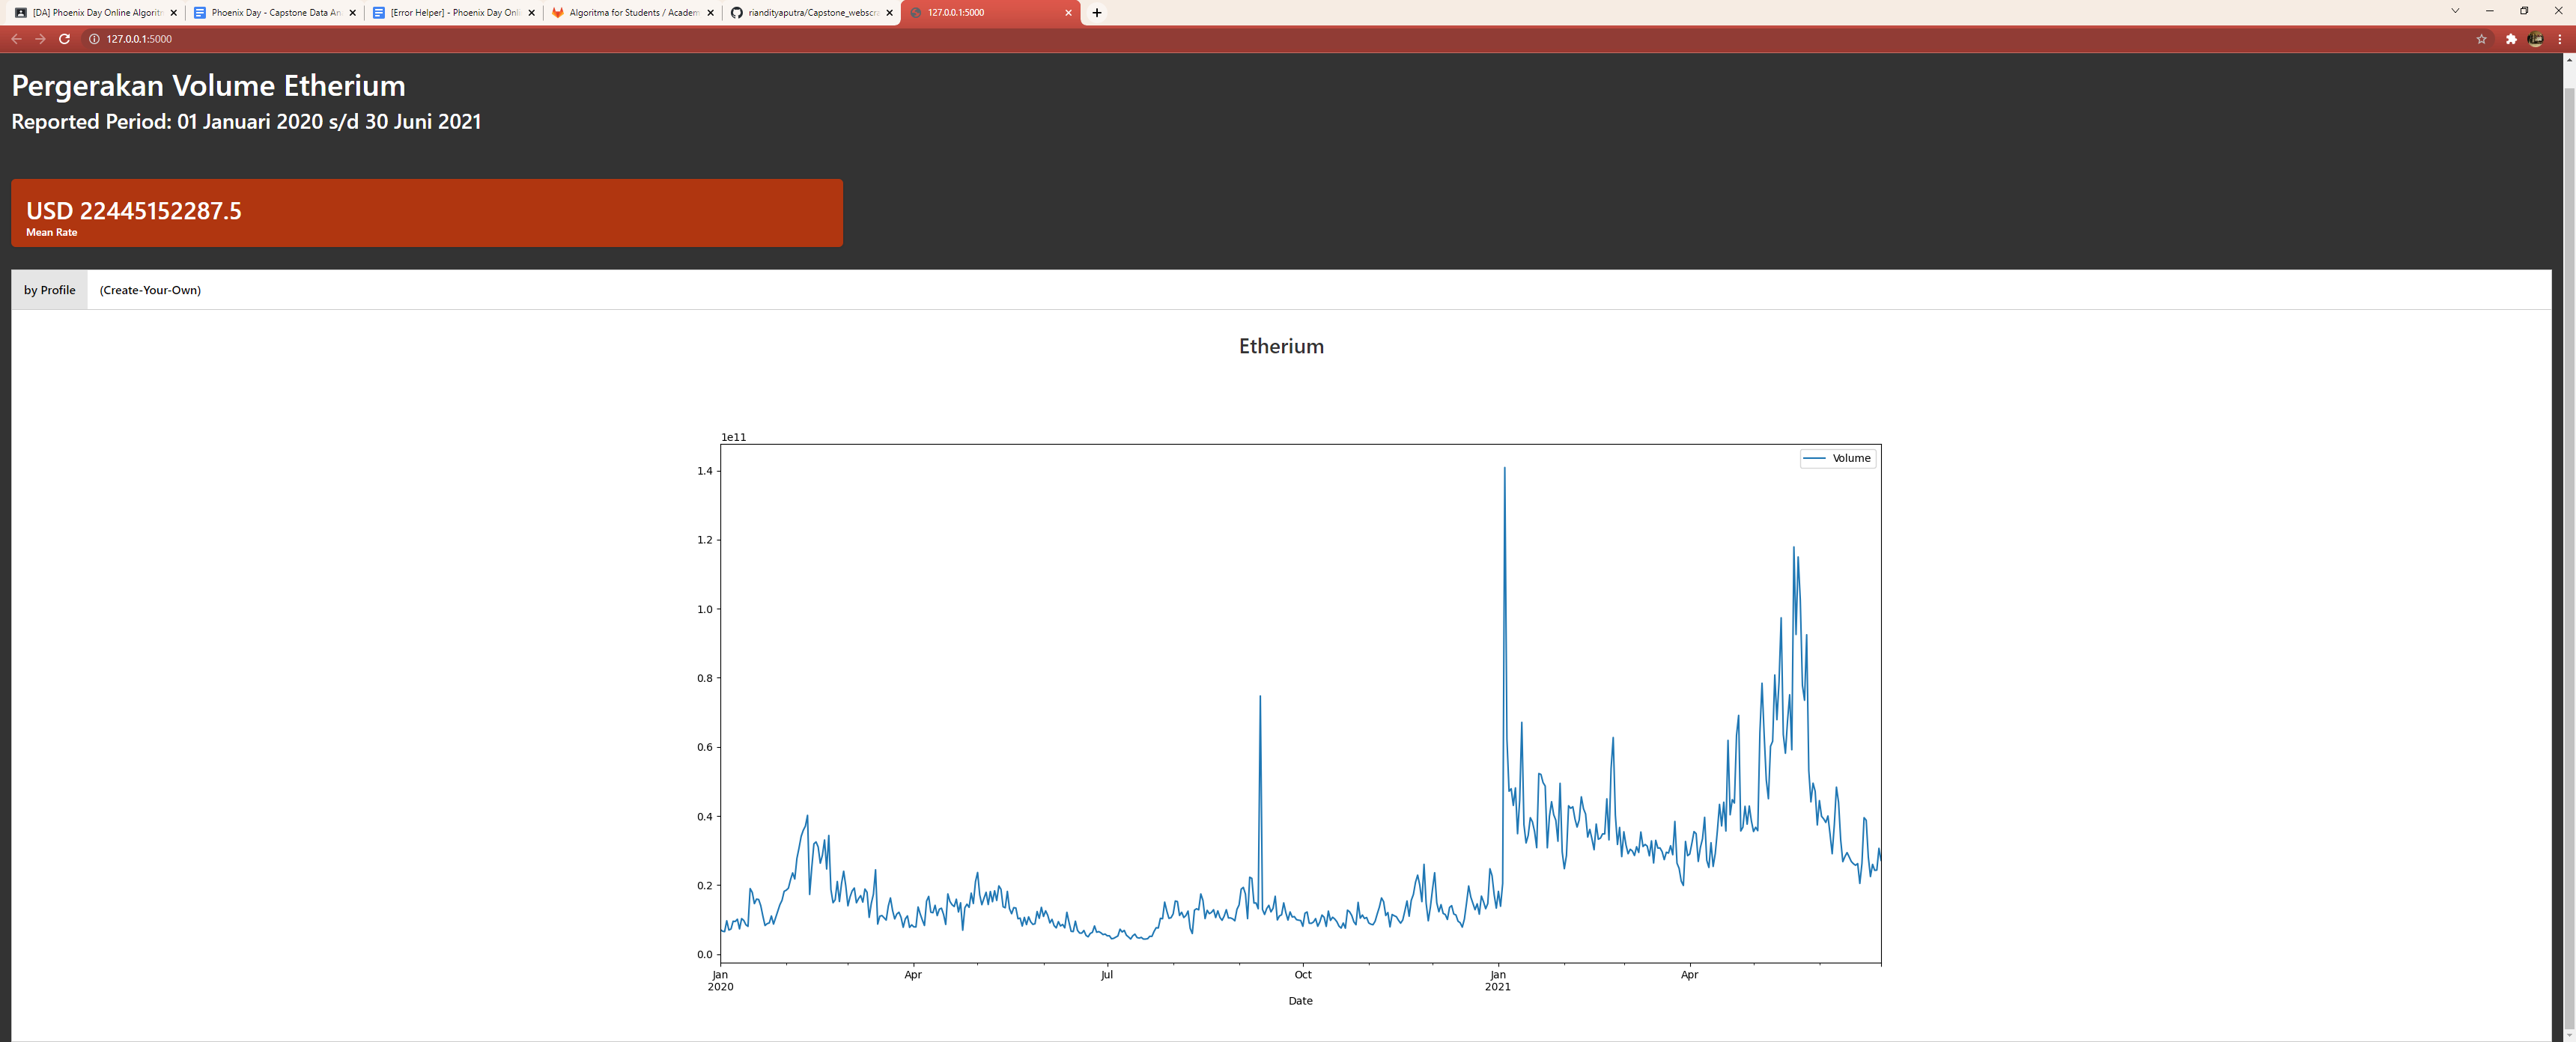 [DA] Phoenix Day Online Algoritm
Phoenix Day - Capstone Data An
[Error Helper] - Phoenix Day Onl
Algoritma for Students / Academ
riandityaputra/Capstone_webscra
127.0.0.1:5000
127.0.0.1:5000
Pergerakan Volume Etherium
Reported Period: 01 Januari 2020 s/d 30 Juni 2021
USD 22445152287.5
Mean Rate
by Profile
(Create-Your-Own)
Etherium
1e11
Volume
1.4
1.2
1.0
0.8
0.6
0.4
0.2
0.0
Jan Apr Jul Oct Jan Apr
2020 2021
Date